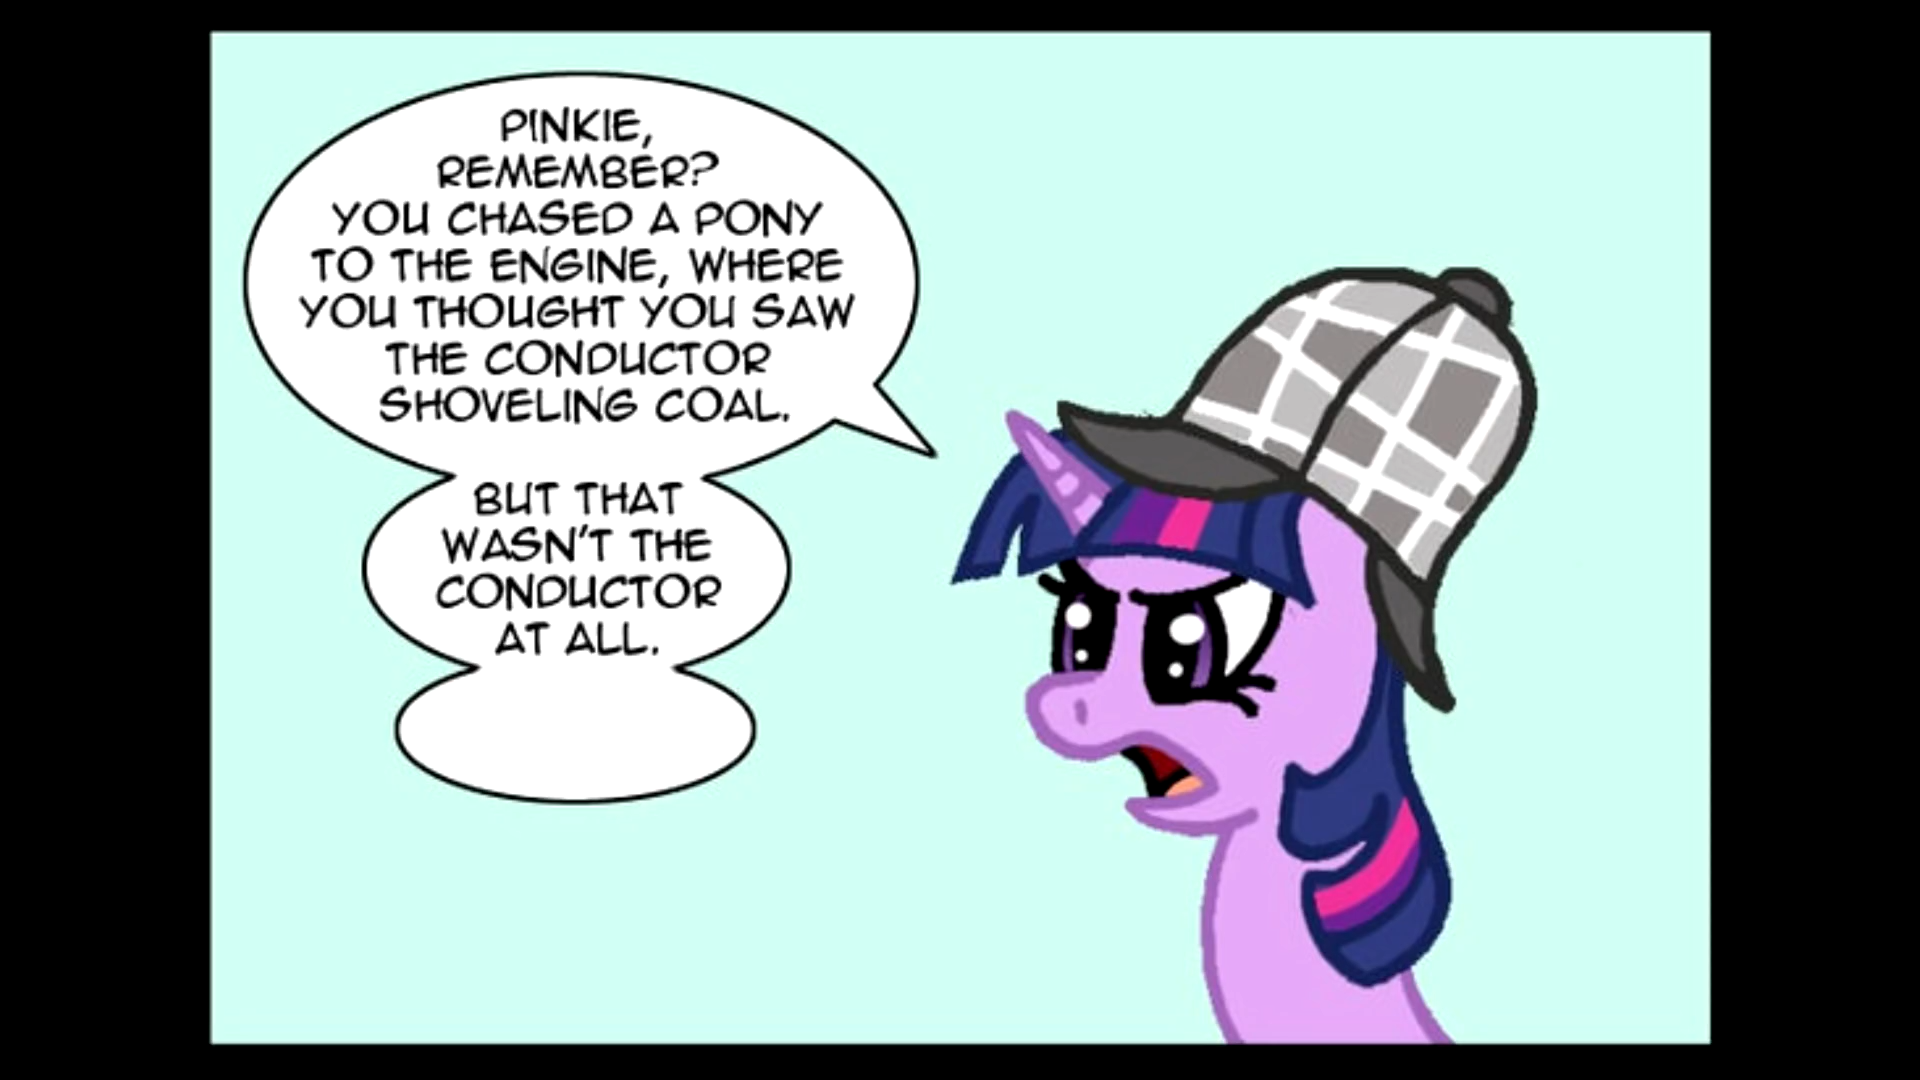 PINKIE,
REMEMBER?
YOU CHASED A PONY
TO THE ENGINE, WHERE
YOU THOUGHT YOU SAW
THE CONDUCTOR
SHOVELING COAL.
BUT THAT
WASN'T THE
CONDUCTOR
AT ALL.